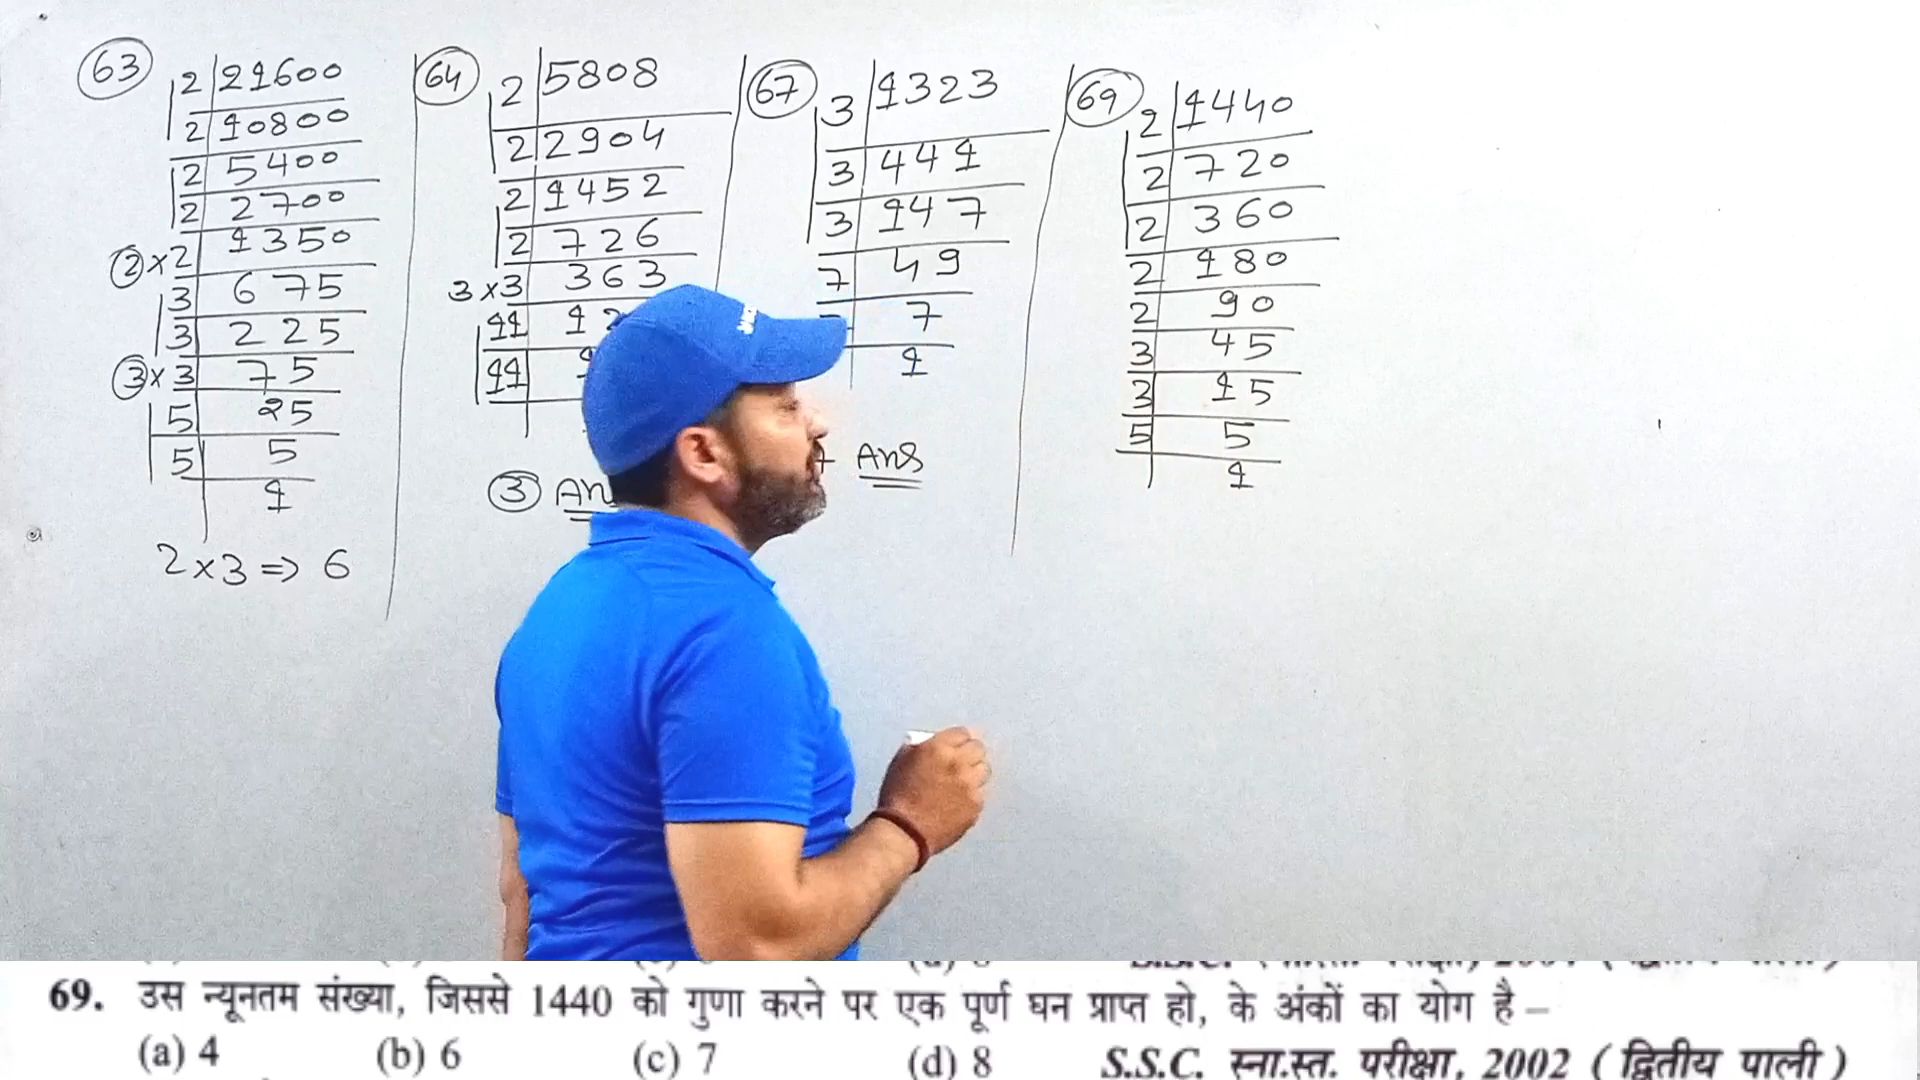 63
2 | 21600
2 | 10800
2 | 5400
2 | 2700
2 × 2 | 1350
3 | 675
3 | 225
3 × 3 | 75
5 | 25
5 | 5
1
2 × 3 ⇒ 6
64
2 | 5808
2 | 2904
2 | 1452
2 | 726
3 × 3 | 363
11
11
3
67
3 | 1323
3 | 441
3 | 147
7 | 49
7
1
Ans
69
2 | 1440
2 | 720
2 | 360
2 | 180
2 | 90
3 | 45
3 | 15
5 | 5
1
69. उस न्यूनतम संख्या, जिससे 1440 को गुणा करने पर एक पूर्ण घन प्राप्त हो, के अंकों का योग है –
(a) 4 (b) 6 (c) 7 (d) 8 S.S.C. स्ना.स्त. परीक्षा, 2002 ( द्वितीय पाली )